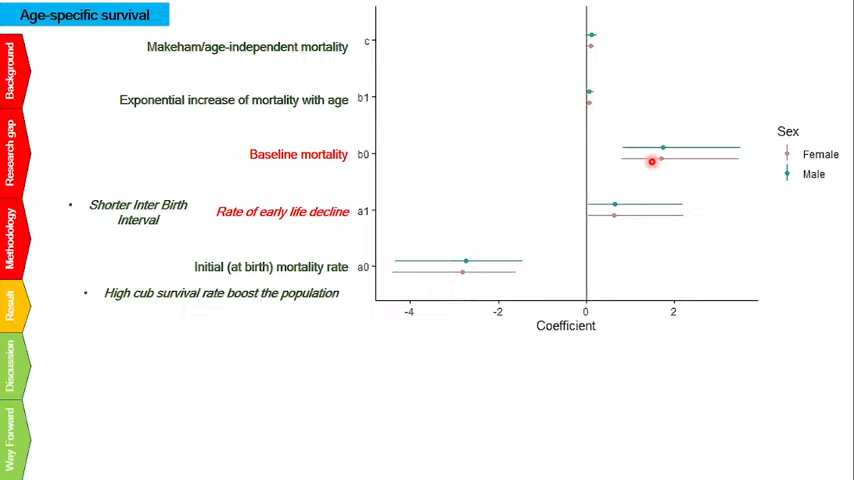 Age-specific survival
Background
Research gap
Methodology
Result
Discussion
Way Forward
Makeham/age-independent mortality
Exponential increase of mortality with age
Baseline mortality
• Shorter Inter Birth
Interval
Rate of early life decline
Initial (at birth) mortality rate
• High cub survival rate boost the population
c
b1
b0
a1
a0
-4 -2 0 2
Coefficient
Sex
Female
Male